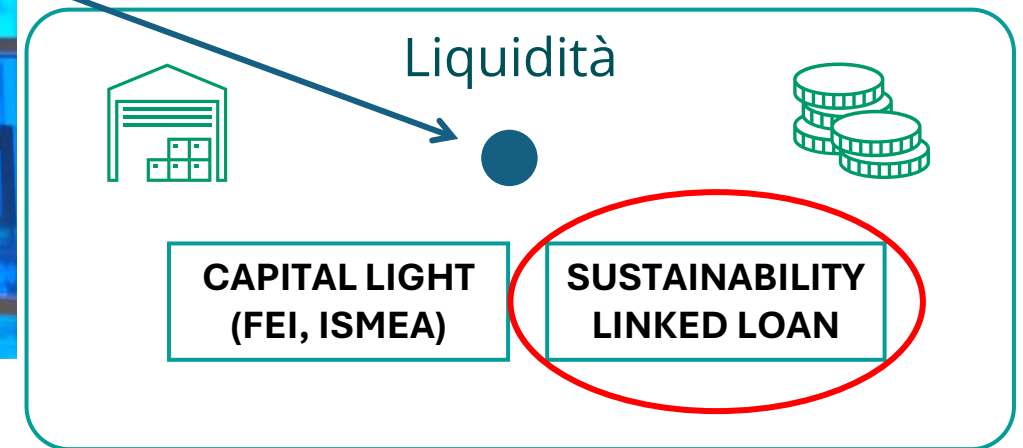 Liquidità
CAPITAL LIGHT
(FEI, ISMEA)
SUSTAINABILITY
LINKED LOAN